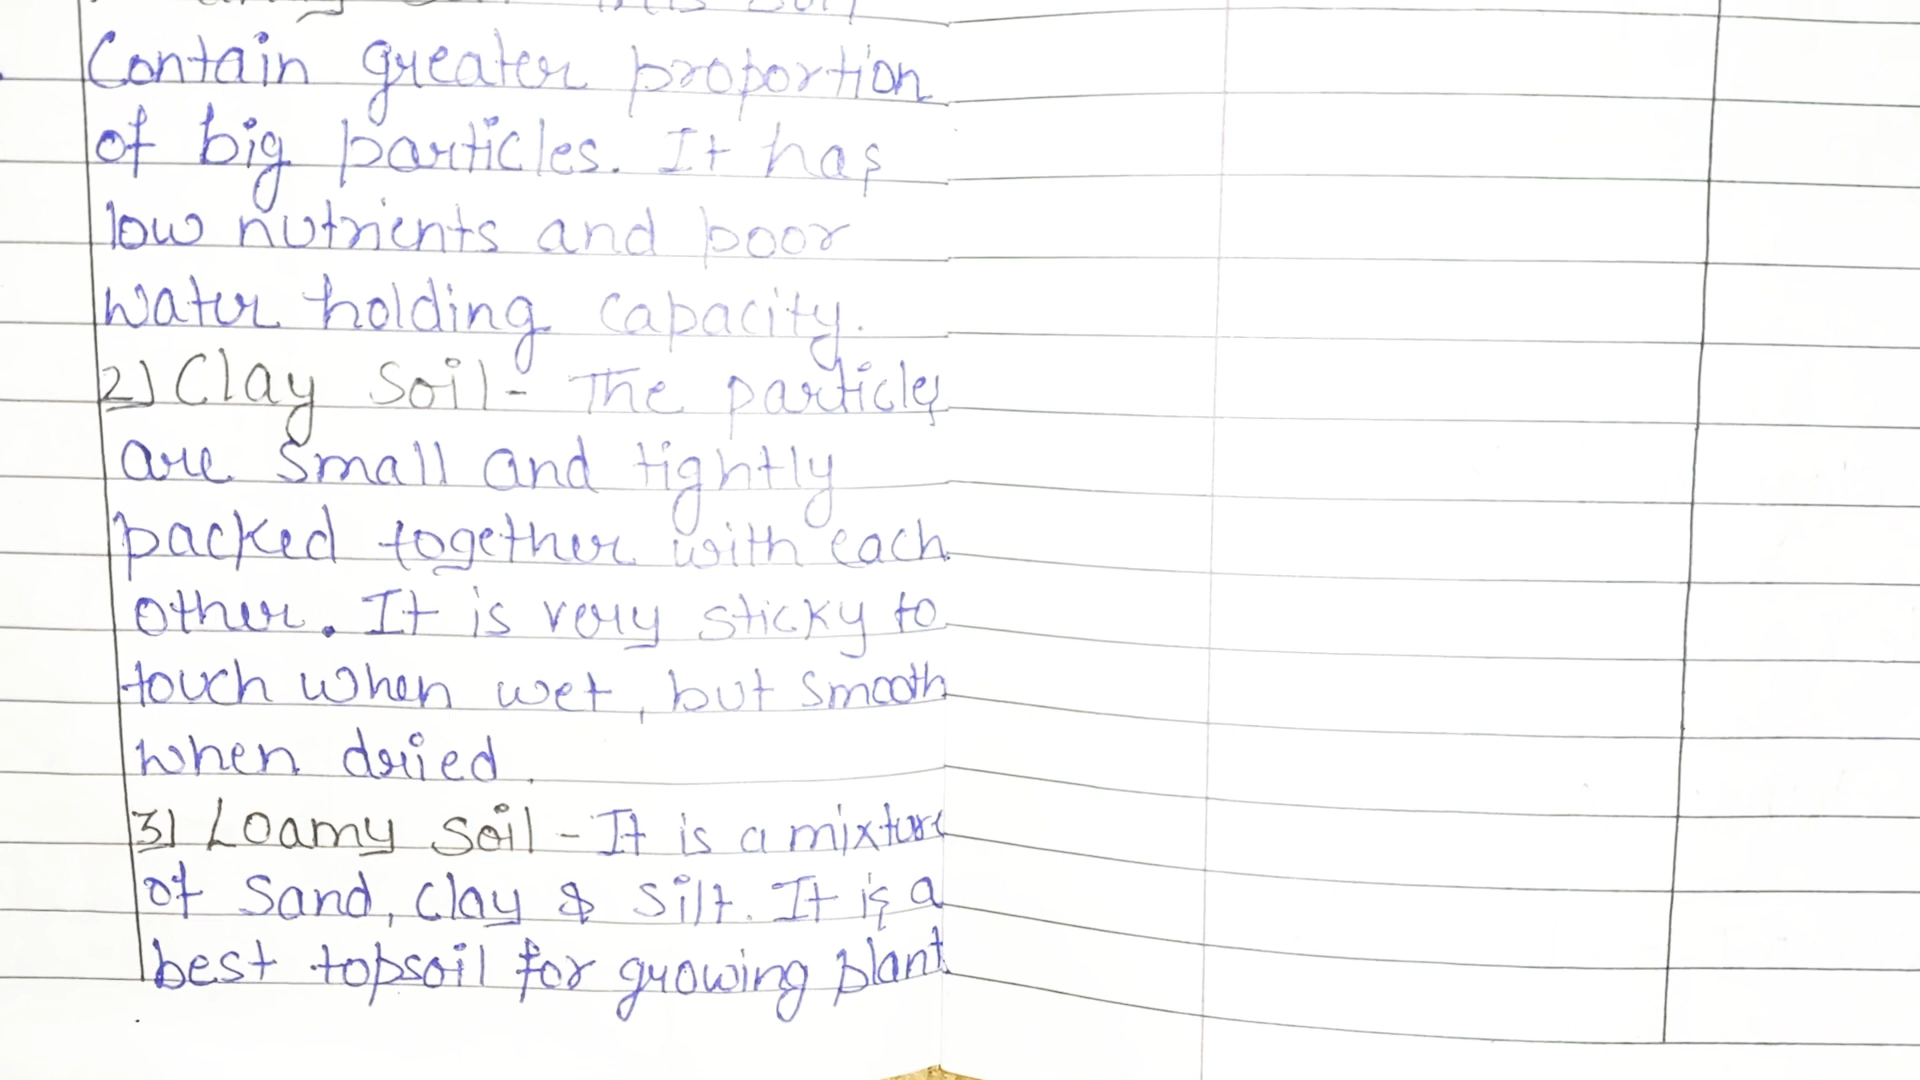 Contain greater proportion
of big particles. It has
low nutrients and poor
water holding capacity.
2) Clay Soil - The particles
are small and tightly
packed together with each
other. It is very sticky to
touch when wet, but smooth
when dried.
3) Loamy Soil - It is a mixture
of Sand, Clay & Silt. It is a
best topsoil for growing plant